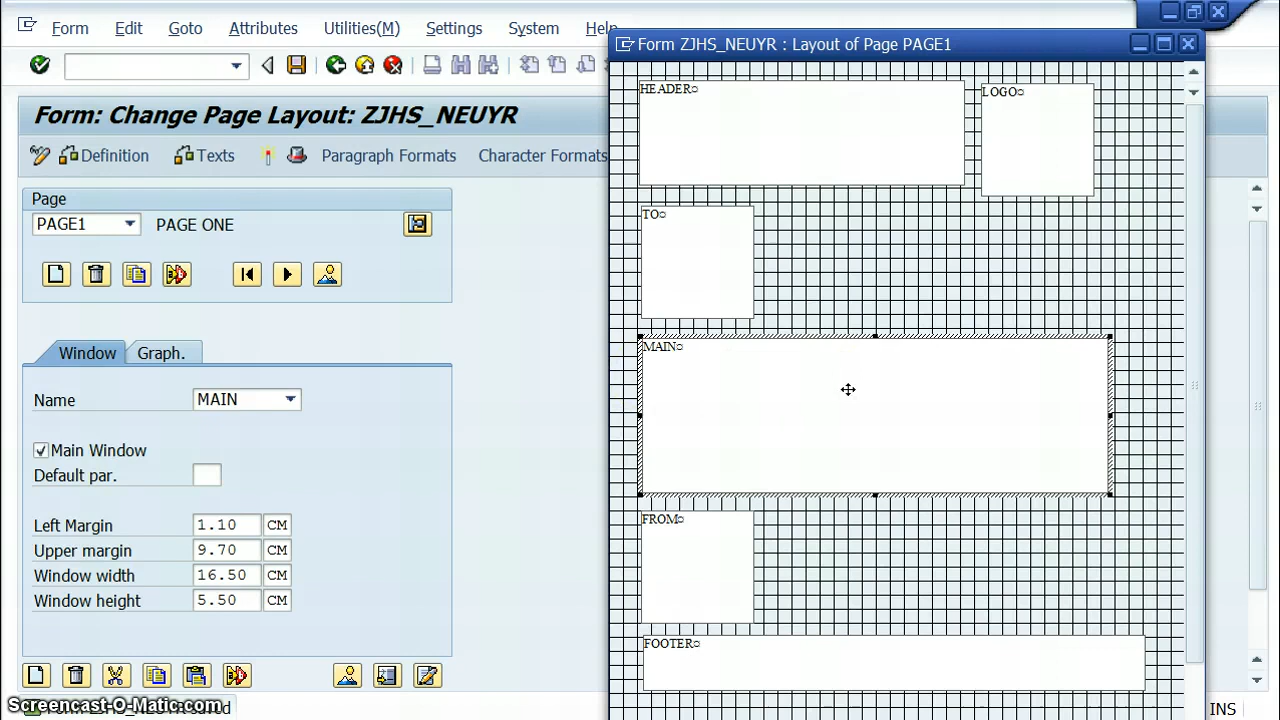 Form Edit Goto Attributes Utilities(M) Settings System Help
Form ZJHS_NEUYR : Layout of Page PAGE1
Form: Change Page Layout: ZJHS_NEUYR
Definition Texts Paragraph Formats Character Formats
Page
PAGE1 PAGE ONE
Window Graph.
Name MAIN
Main Window
Default par.
Left Margin 1.10 CM
Upper margin 9.70 CM
Window width 16.50 CM
Window height 5.50 CM
HEADER¤
LOGO¤
TO¤
MAIN¤
FROM¤
FOOTER¤
Screencast-O-Matic.com
INS